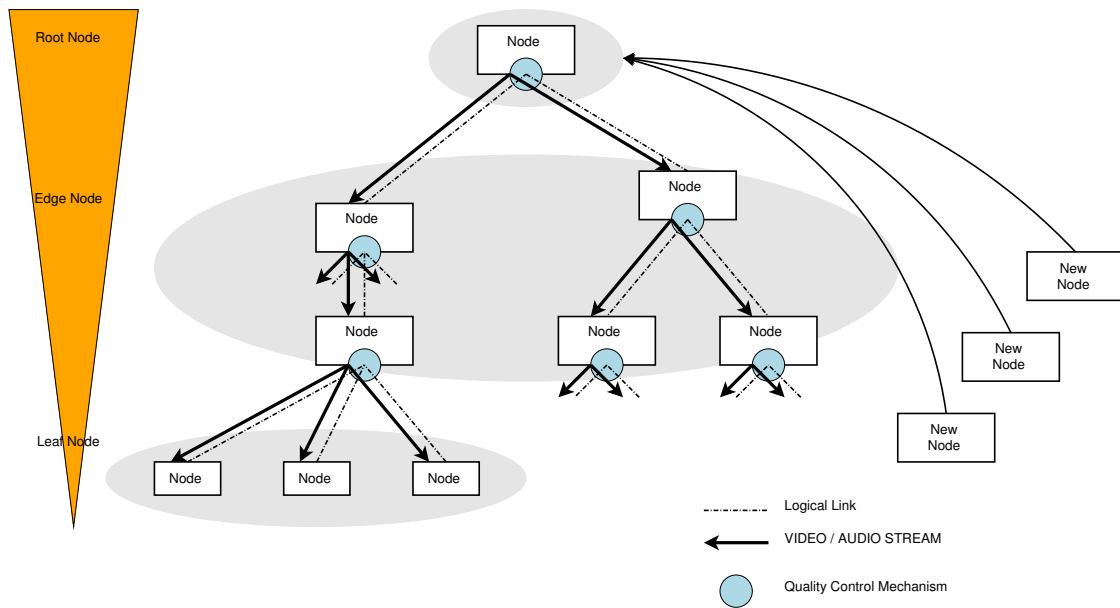 Root Node
Node
Node
Edge Node
Node
New
Node
Node
Node
Node
New
Node
New
Node
Leaf Node
Node
Node
Node
Logical Link
VIDEO / AUDIO STREAM
Quality Control Mechanism